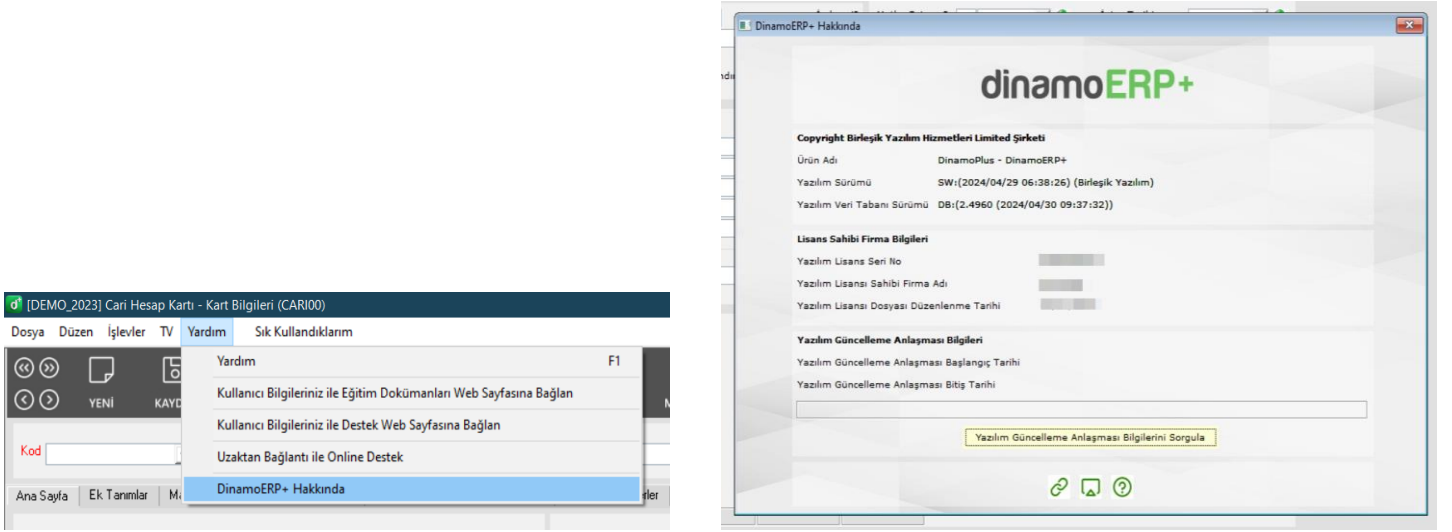 [DEMO_2023] Cari Hesap Kartı - Kart Bilgileri (CARI00)
Dosya Düzen İşlevler TV Yardım Sık Kullandıklarım
Yardım F1
Kullanıcı Bilgileriniz ile Eğitim Dokümanları Web Sayfasına Bağlan
Kullanıcı Bilgileriniz ile Destek Web Sayfasına Bağlan
Uzaktan Bağlantı ile Online Destek
DinamoERP+ Hakkında
YENİ
Kod
Ana Sayfa Ek Tanımlar
DinamoERP+ Hakkında
dinamoERP+
Copyright Birleşik Yazılım Hizmetleri Limited Şirketi
Ürün Adı DinamoPlus - DinamoERP+
Yazılım Sürümü SW:(2024/04/29 06:38:26) (Birleşik Yazılım)
Yazılım Veri Tabanı Sürümü DB:(2.4960 (2024/04/30 09:37:32))
Lisans Sahibi Firma Bilgileri
Yazılım Lisans Seri No
Yazılım Lisansı Sahibi Firma Adı
Yazılım Lisansı Dosyası Düzenlenme Tarihi
Yazılım Güncelleme Anlaşması Bilgileri
Yazılım Güncelleme Anlaşması Başlangıç Tarihi
Yazılım Güncelleme Anlaşması Bitiş Tarihi
Yazılım Güncelleme Anlaşması Bilgilerini Sorgula